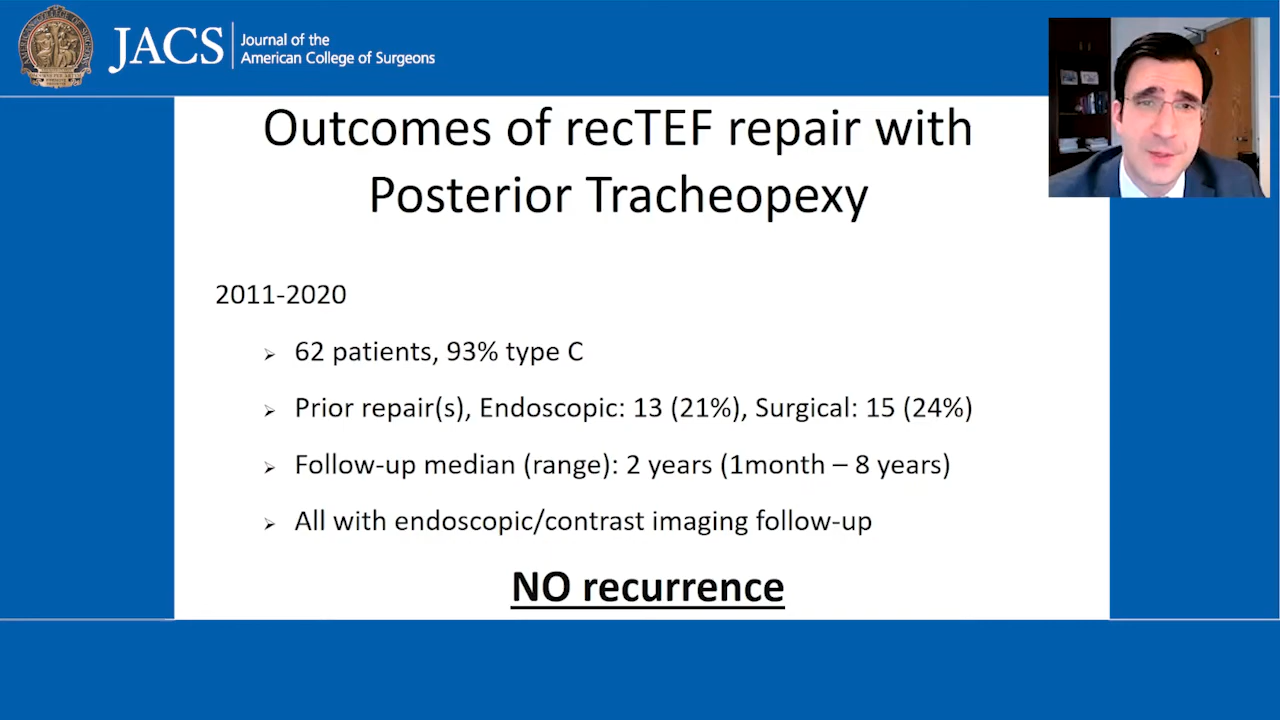 JACS
Journal of the
American College of Surgeons
Outcomes of recTEF repair with
Posterior Tracheopexy
2011-2020
62 patients, 93% type C
Prior repair(s), Endoscopic: 13 (21%), Surgical: 15 (24%)
Follow-up median (range): 2 years (1month – 8 years)
All with endoscopic/contrast imaging follow-up
NO recurrence